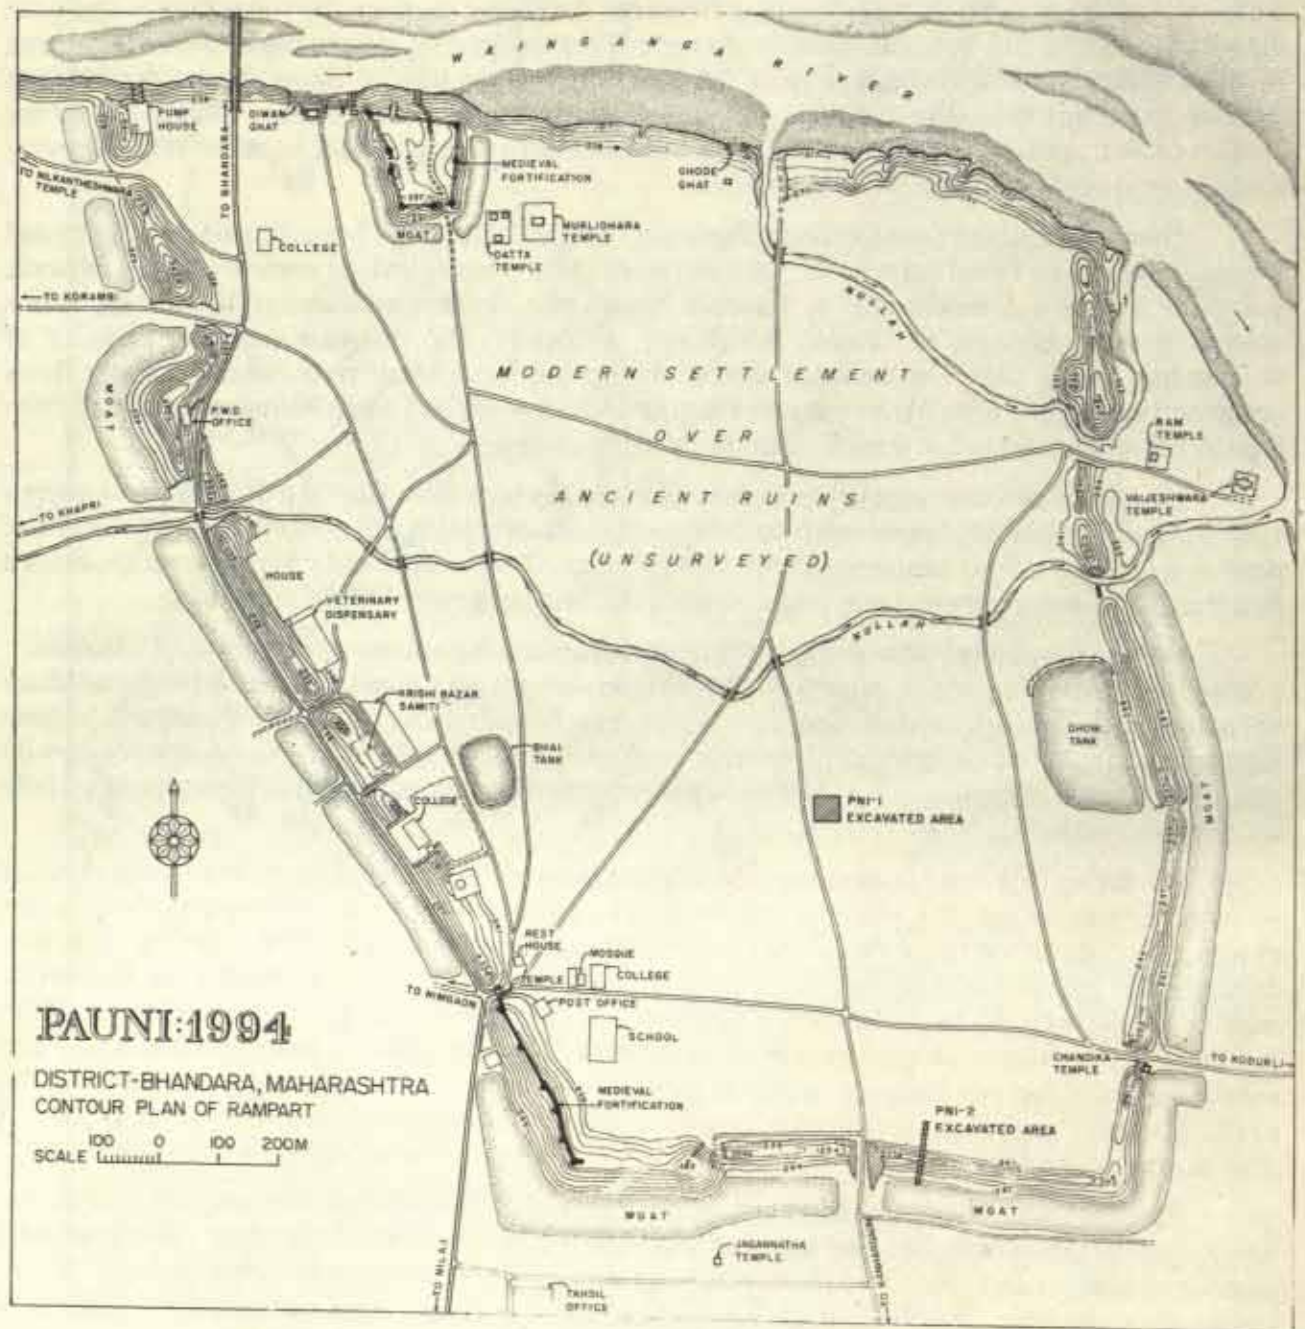 WAINGANGA RIVER
PUMP
HOUSE
TO BHANDARA
DIWAN
GHAT
MEDIEVAL
FORTIFICATION
GHODE
GHAT
TO NILKANTHESHWARA
TEMPLE
MOAT
COLLEGE
DATTA
TEMPLE
MURLIDHARA
TEMPLE
TO KORAMBI
NULLAH
MODERN SETTLEMENT
OVER
ANCIENT RUINS
(UNSURVEYED)
MOAT
P.W.D.
OFFICE
RAM
TEMPLE
VAIJESHWARA
TEMPLE
TO KHAPRI
HOUSE
VETERINARY
DISPENSARY
NULLAH
KRISHI BAZAR
SAMITI
TANK
DHOW
TANK
MOAT
COLLEGE
PNI-1
EXCAVATED AREA
REST
HOUSE
MOSQUE
TEMPLE
COLLEGE
TO NIMGAON
POST OFFICE
SCHOOL
CHANDIKA
TEMPLE
TO KODURLI
PAUNI:1994
DISTRICT-BHANDARA, MAHARASHTRA
CONTOUR PLAN OF RAMPART
SCALE 100 0 100 200M
MEDIEVAL
FORTIFICATION
PNI-2
EXCAVATED AREA
MOAT
MOAT
JAGANNATHA
TEMPLE
TO NILAJ
TAHSIL
OFFICE